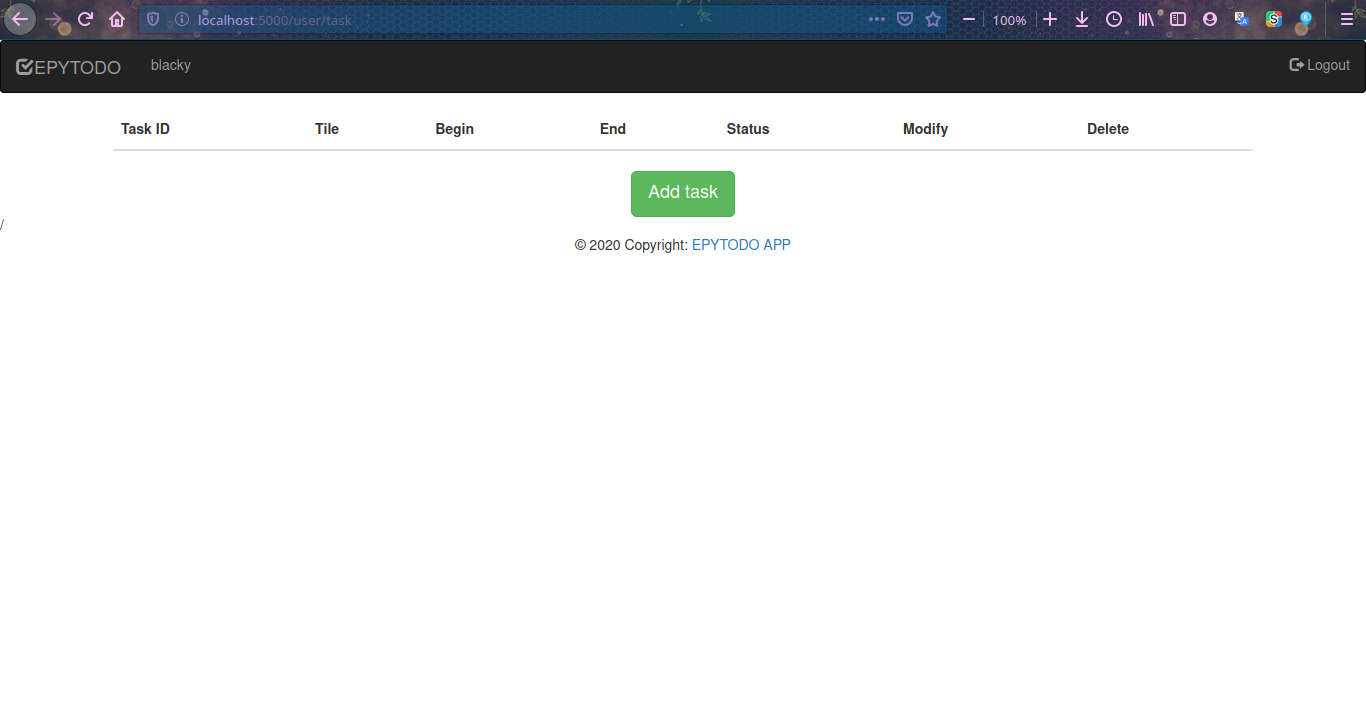 localhost:5000/user/task 100%
EPYTODO blacky Logout
Task ID Tile Begin End Status Modify Delete
Add task
/
© 2020 Copyright: EPYTODO APP